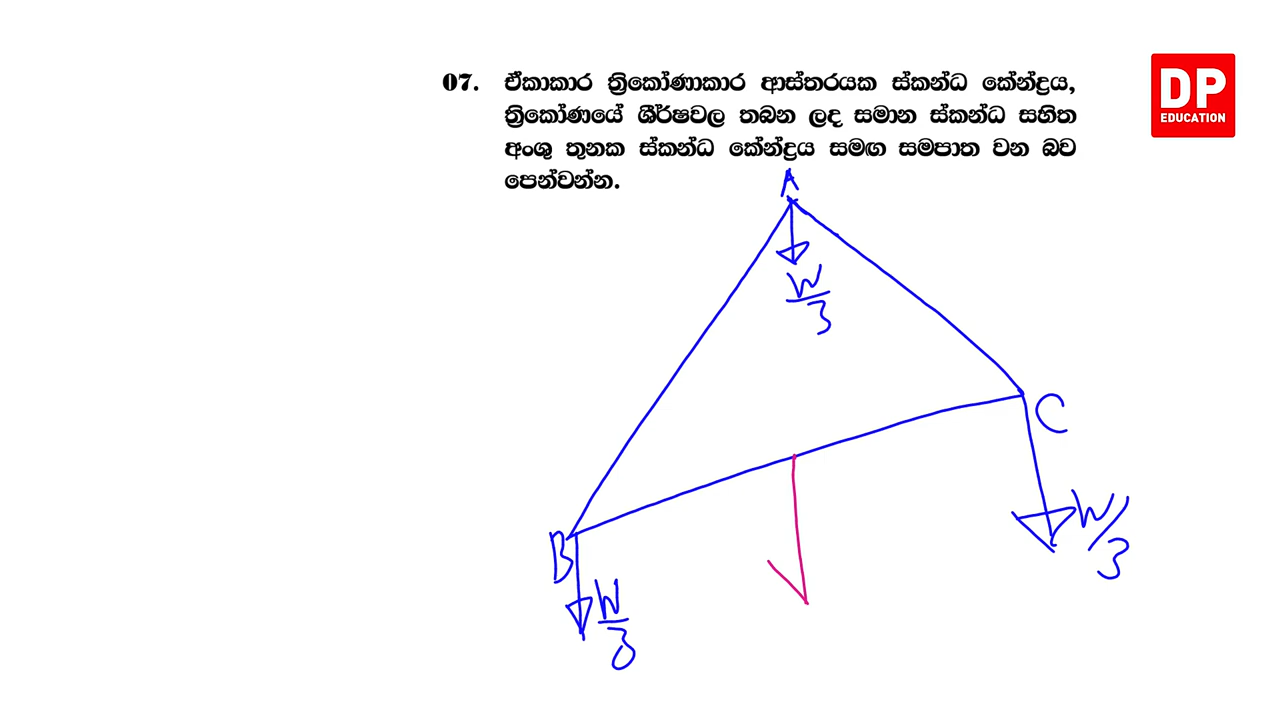 07. ඒකාකාර ත්‍රිකෝණාකාර ආස්තරයක ස්කන්ධ කේන්ද්‍රය,
ත්‍රිකෝණයේ ශීර්ෂවල තබන ලද සමාන ස්කන්ධ සහිත
අංශු තුනක ස්කන්ධ කේන්ද්‍රය සමඟ සමපාත වන බව
පෙන්වන්න.
DP
EDUCATION
A
W/3
C
W/3
B
W/3